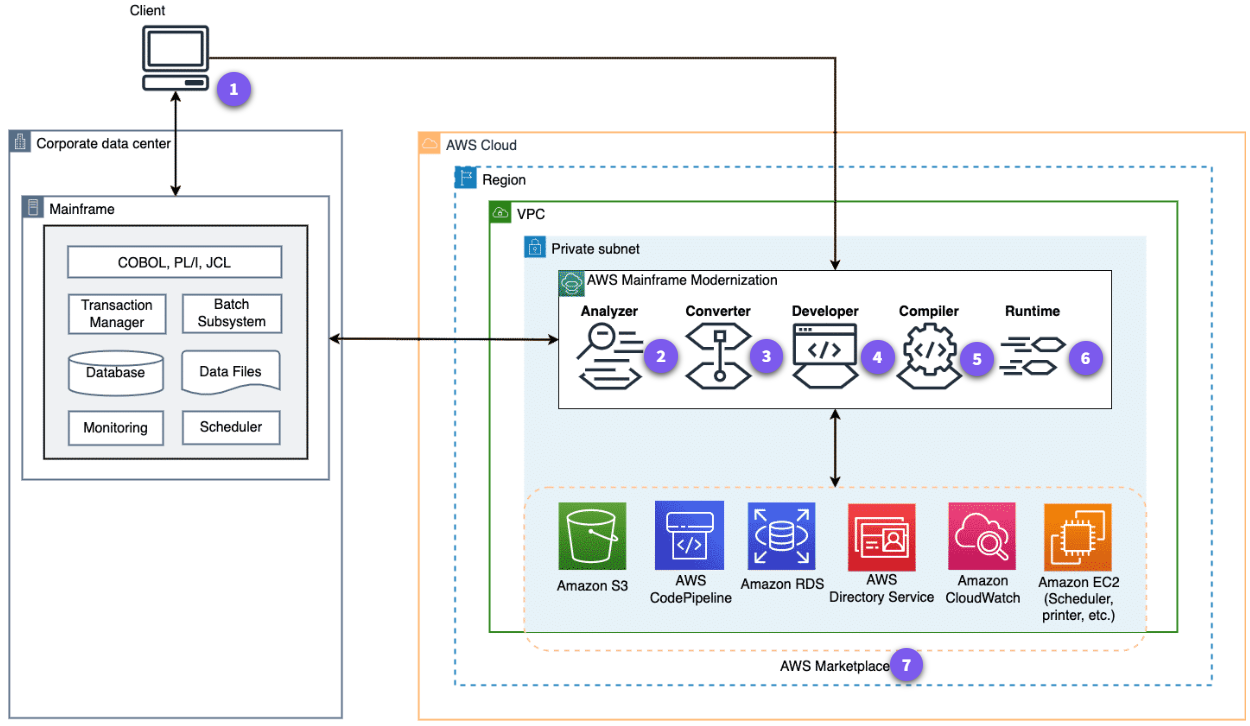 Client
1
Corporate data center
Mainframe
COBOL, PL/I, JCL
Transaction
Manager
Batch
Subsystem
Database
Data Files
Monitoring
Scheduler
AWS Cloud
Region
VPC
Private subnet
AWS Mainframe Modernization
Analyzer
Converter
Developer
Compiler
Runtime
2
3
4
5
6
Amazon S3
AWS
CodePipeline
Amazon RDS
AWS
Directory Service
Amazon
CloudWatch
Amazon EC2
(Scheduler,
printer, etc.)
AWS Marketplace
7